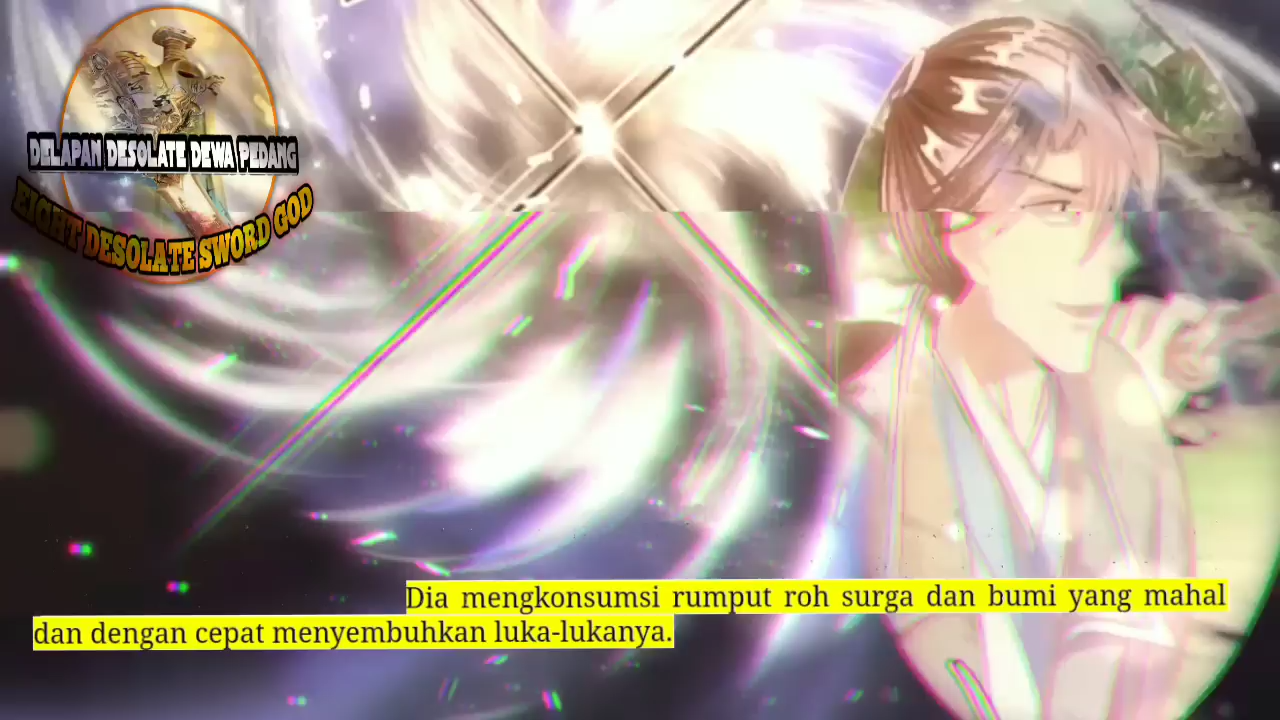 DELAPAN DESOLATE DEWA PEDANG
EIGHT DESOLATE SWORD GOD
Dia mengkonsumsi rumput roh surga dan bumi yang mahal
dan dengan cepat menyembuhkan luka-lukanya.